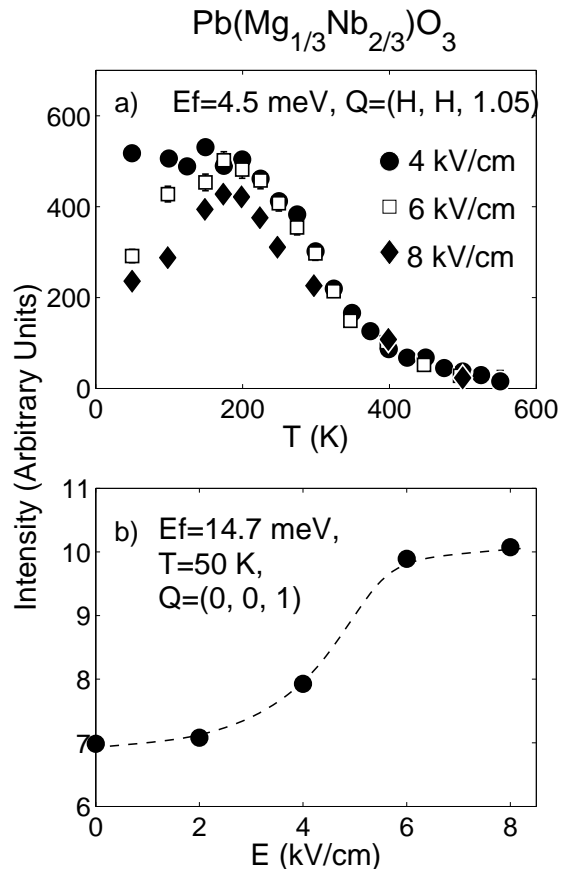 Pb(Mg1/3Nb2/3)O3
a) Ef=4.5 meV, Q=(H, H, 1.05)
4 kV/cm
6 kV/cm
8 kV/cm
600
400
200
0
0 200 400 600
T (K)
Intensity (Arbitrary Units)
b) Ef=14.7 meV,
T=50 K,
Q=(0, 0, 1)
11
10
9
8
7
6
0 2 4 6 8
E (kV/cm)